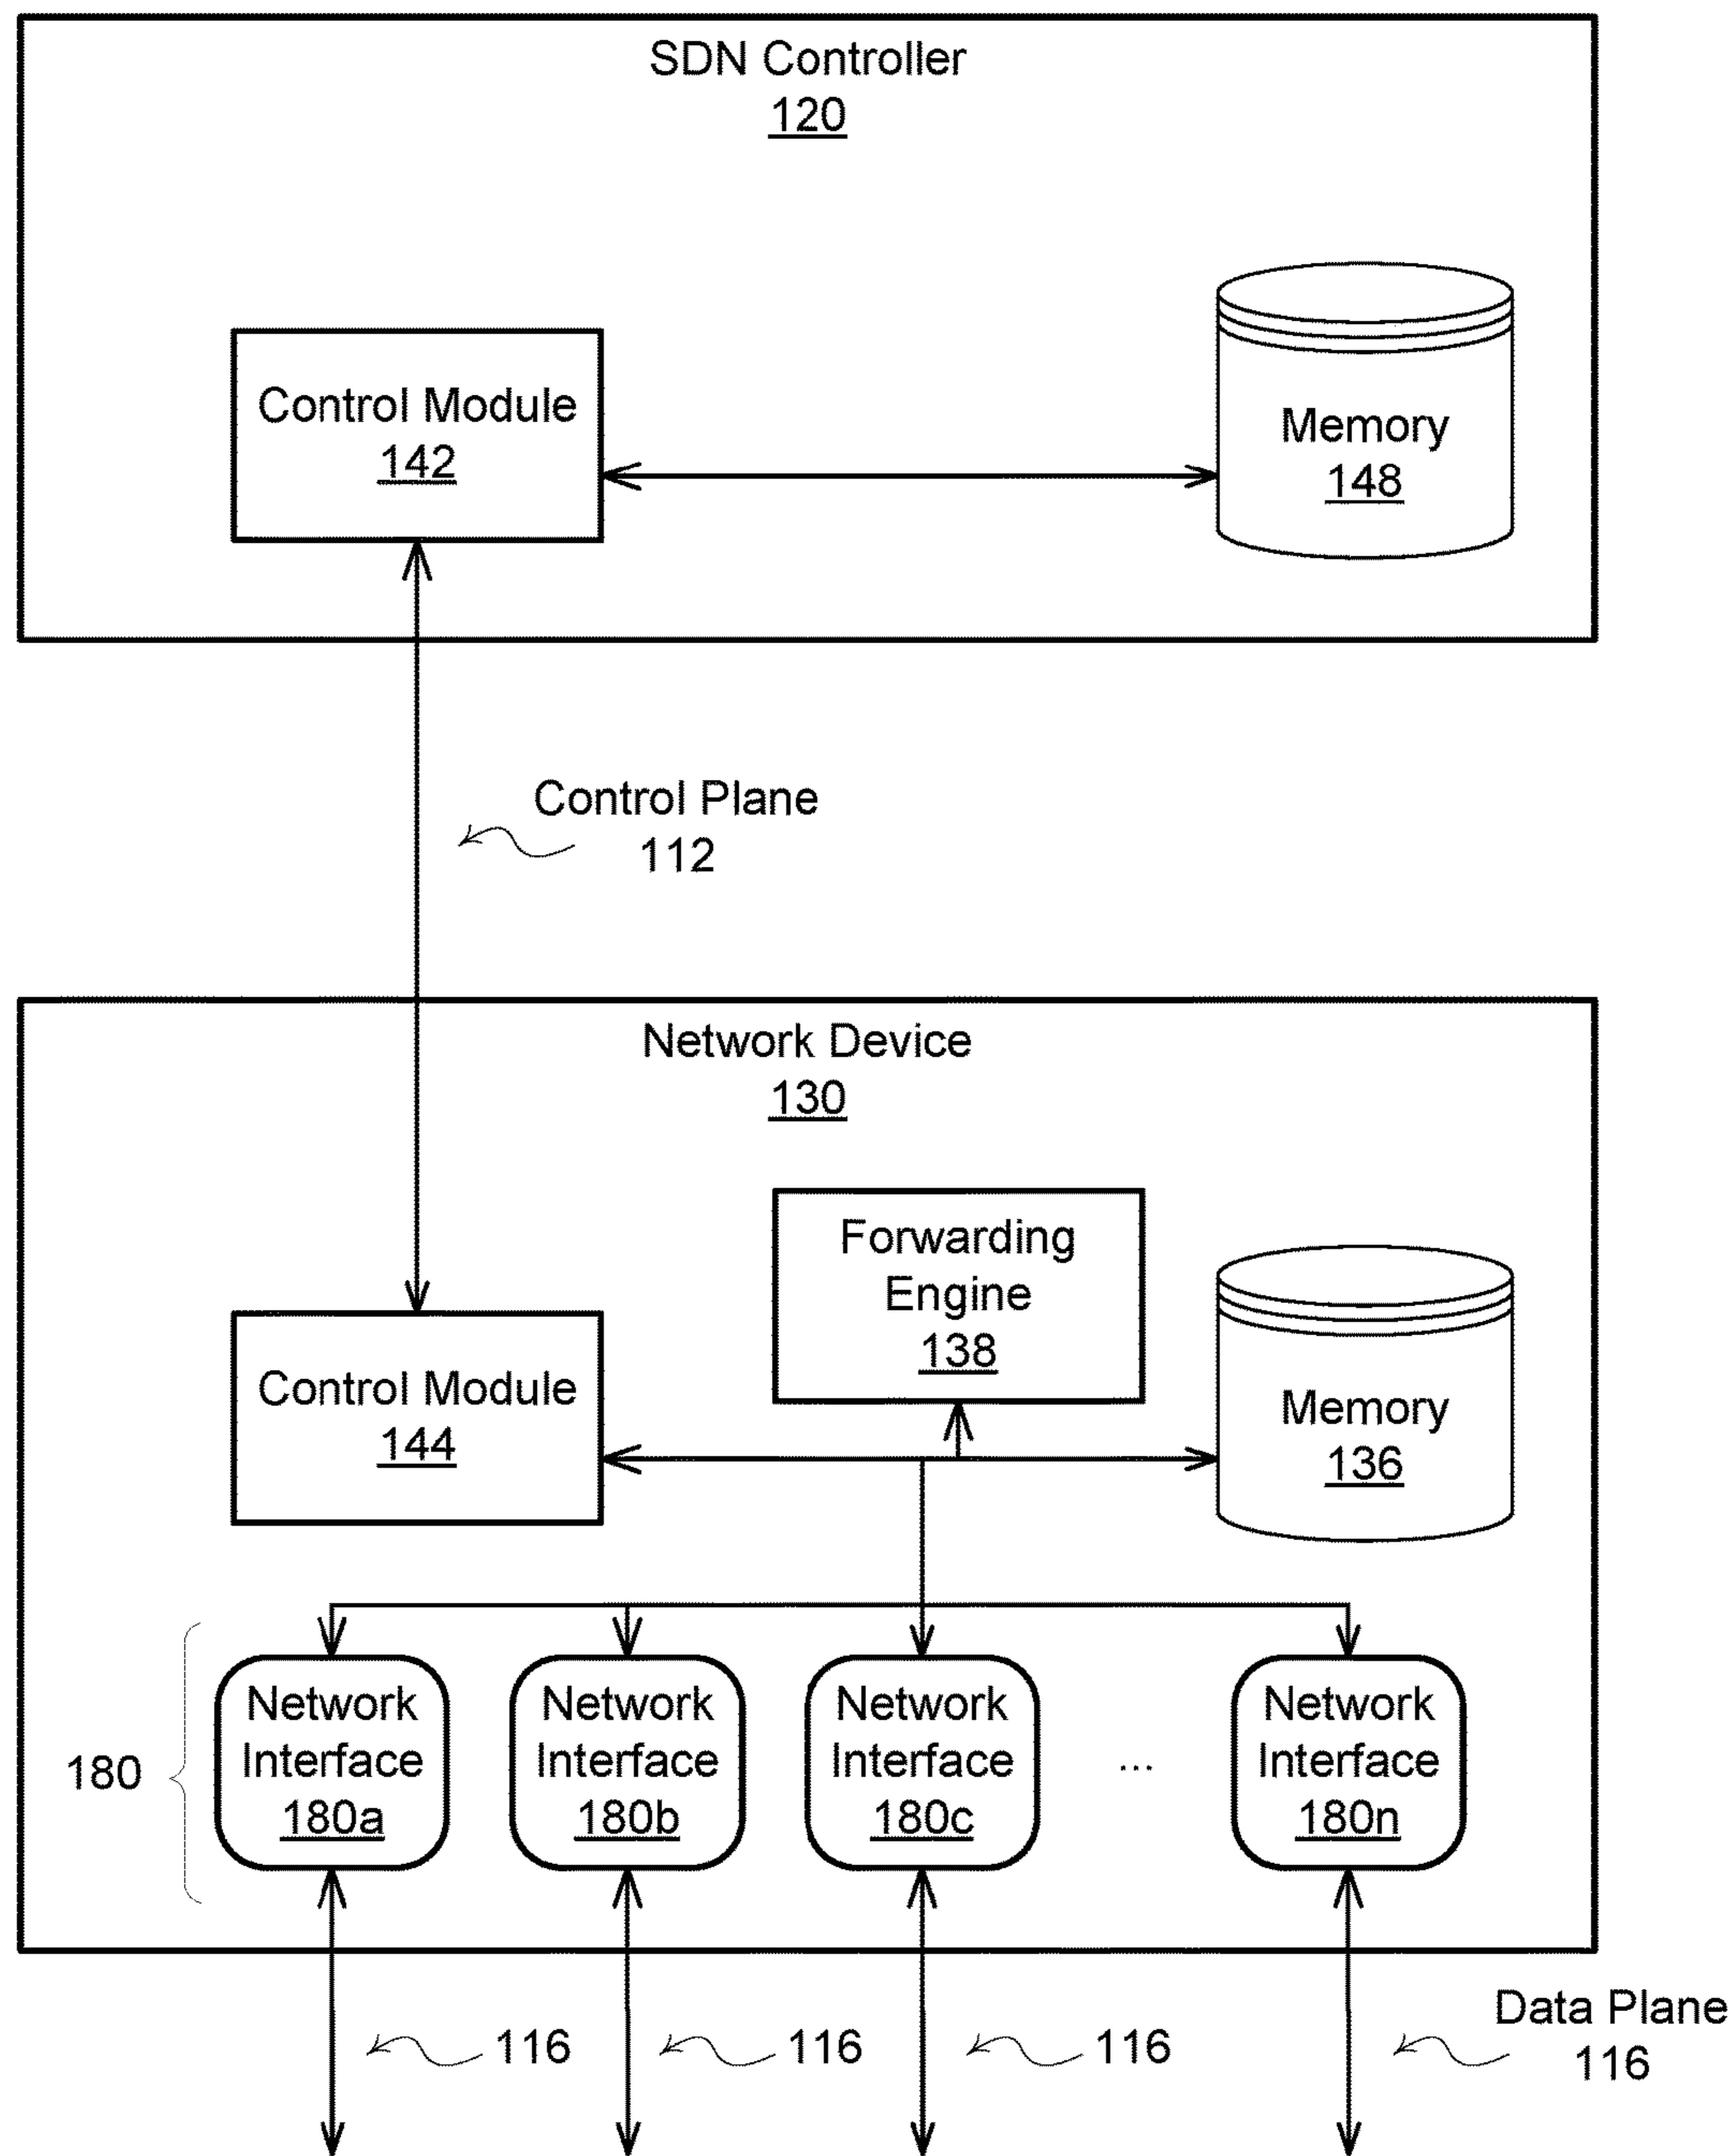 SDN Controller
120
Control Module
142
Memory
148
Control Plane
112
Network Device
130
Forwarding
Engine
138
Control Module
144
Memory
136
180
Network
Interface
180a
Network
Interface
180b
Network
Interface
180c
...
Network
Interface
180n
116
116
116
Data Plane
116